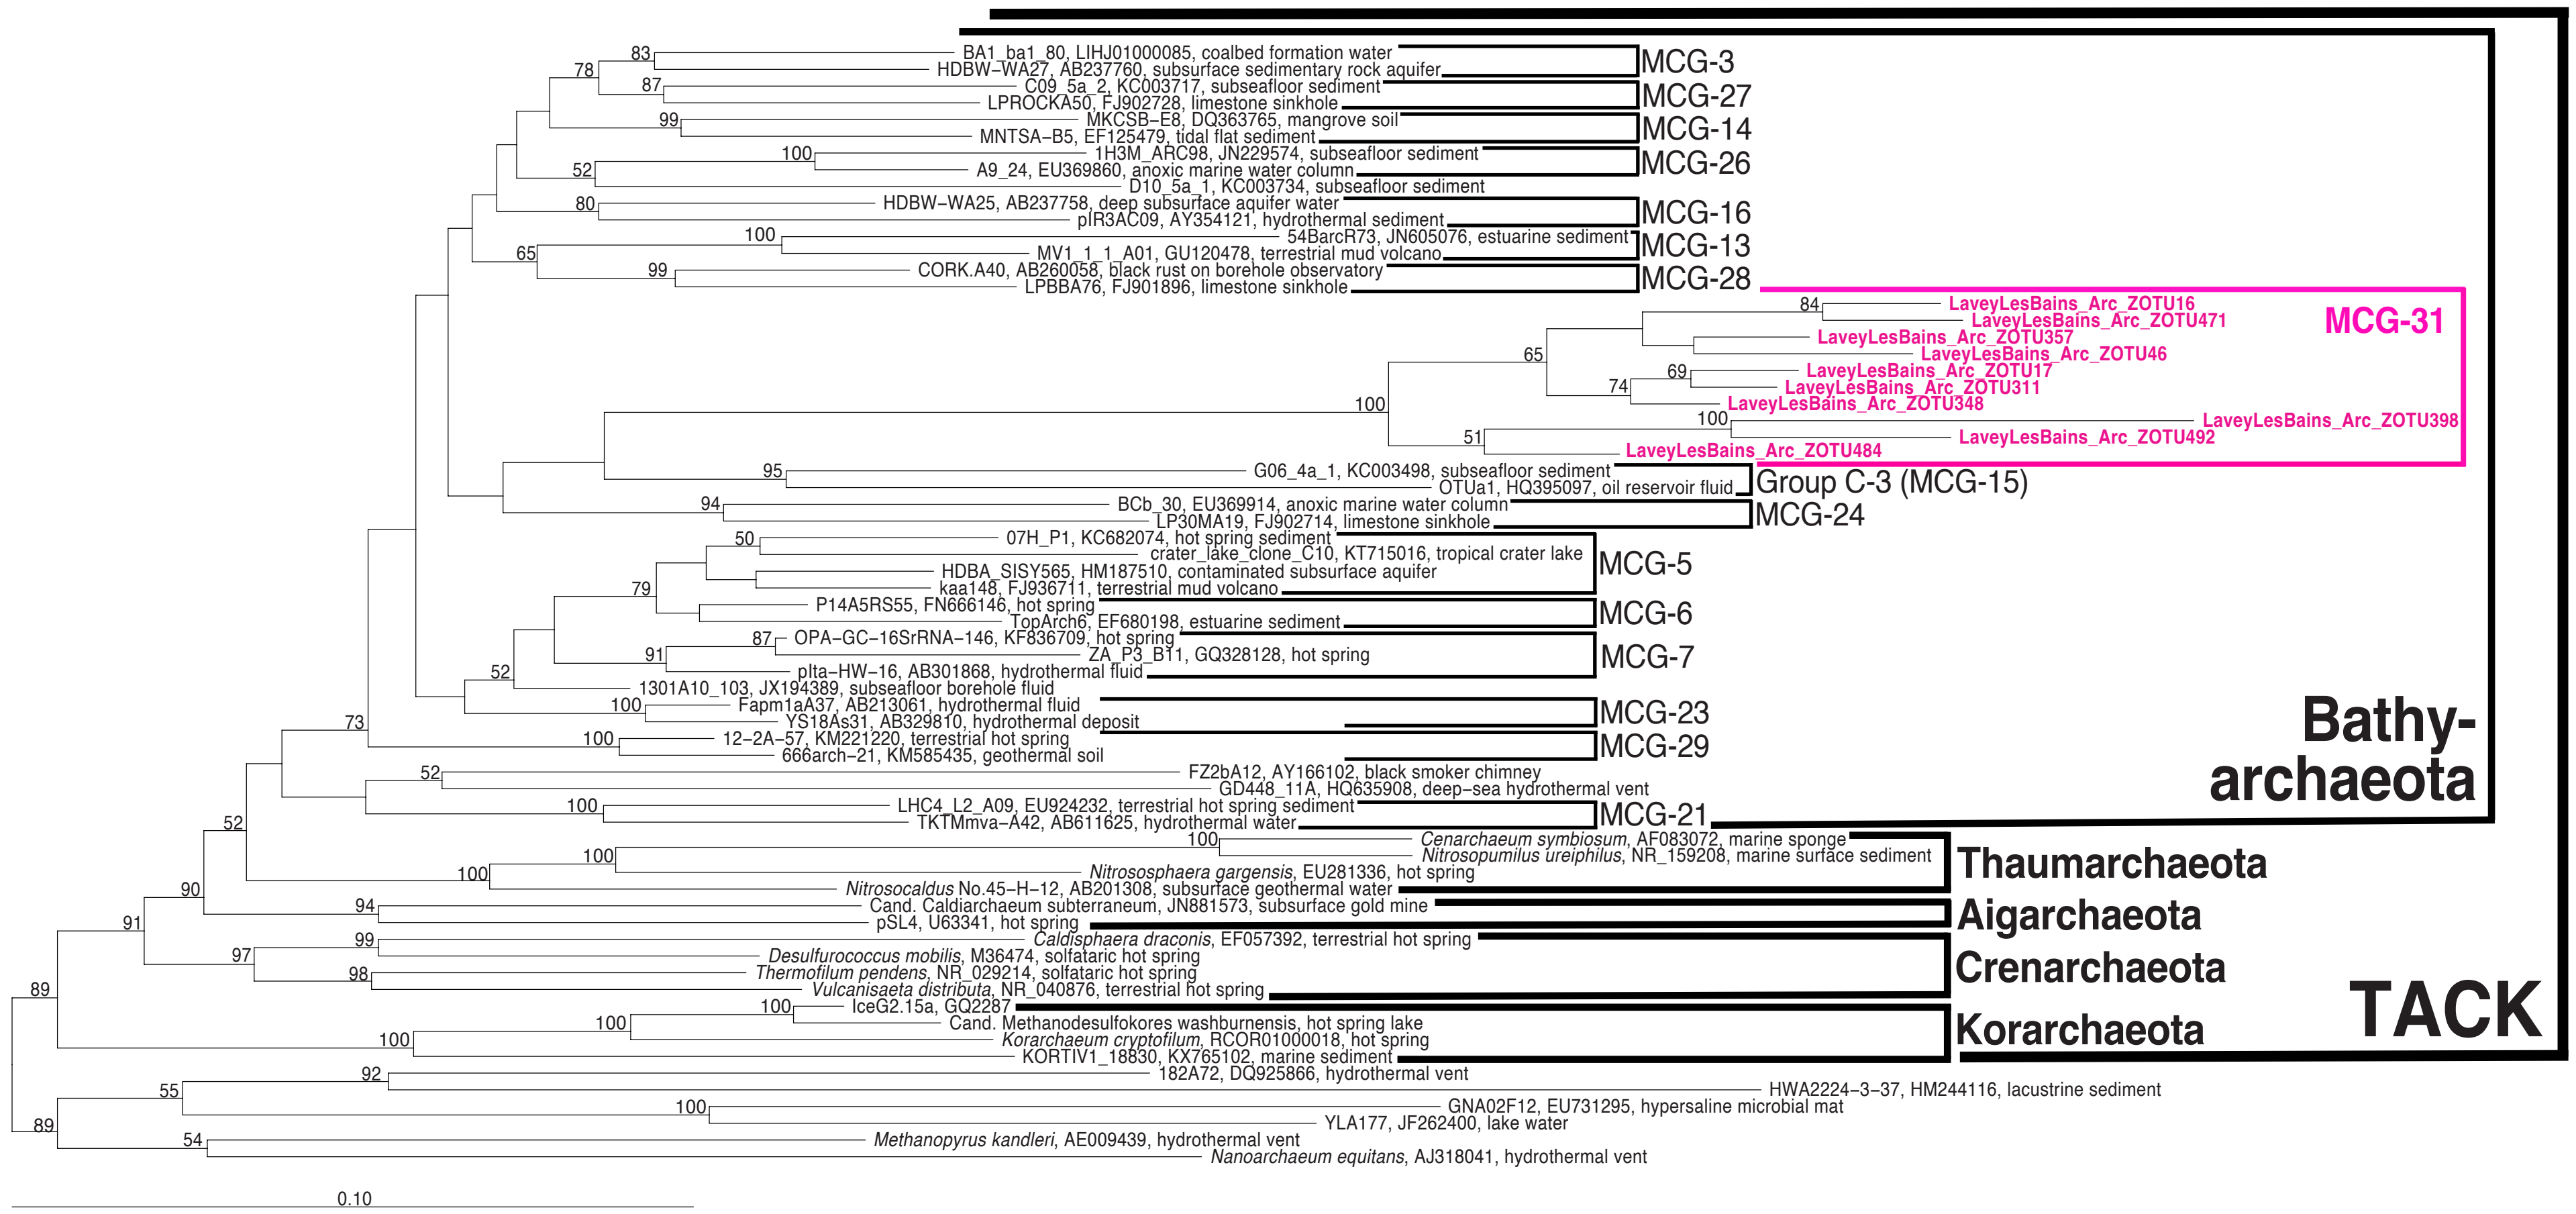 83
BA1_ba1_80, LIHJ01000085, coalbed formation water
78
HDBW−WA27, AB237760, subsurface sedimentary rock aquifer
MCG-3
87
C09_5a_2, KC003717, subseafloor sediment
LPROCKA50, FJ902728, limestone sinkhole
MCG-27
99
MKCSB−E8, DQ363765, mangrove soil
MNTSA−B5, EF125479, tidal flat sediment
MCG-14
100
1H3M_ARC98, JN229574, subseafloor sediment
52
A9_24, EU369860, anoxic marine water column
MCG-26
D10_5a_1, KC003734, subseafloor sediment
80
HDBW−WA25, AB237758, deep subsurface aquifer water
pIR3AC09, AY354121, hydrothermal sediment
MCG-16
100
54BarcR73, JN605076, estuarine sediment
65
MV1_1_1_A01, GU120478, terrestrial mud volcano
MCG-13
99
CORK.A40, AB260058, black rust on borehole observatory
LPBBA76, FJ901896, limestone sinkhole
MCG-28
84
LaveyLesBains_Arc_ZOTU16
LaveyLesBains_Arc_ZOTU471
MCG-31
LaveyLesBains_Arc_ZOTU357
65
LaveyLesBains_Arc_ZOTU46
69
LaveyLesBains_Arc_ZOTU17
74
LaveyLesBains_Arc_ZOTU311
100
LaveyLesBains_Arc_ZOTU348
100
LaveyLesBains_Arc_ZOTU398
51
LaveyLesBains_Arc_ZOTU492
LaveyLesBains_Arc_ZOTU484
95
G06_4a_1, KC003498, subseafloor sediment
OTUa1, HQ395097, oil reservoir fluid
Group C-3 (MCG-15)
94
BCb_30, EU369914, anoxic marine water column
LP30MA19, FJ902714, limestone sinkhole
MCG-24
50
07H_P1, KC682074, hot spring sediment
crater_lake_clone_C10, KT715016, tropical crater lake
HDBA_SISY565, HM187510, contaminated subsurface aquifer
79
kaa148, FJ936711, terrestrial mud volcano
MCG-5
P14A5RS55, FN666146, hot spring
TopArch6, EF680198, estuarine sediment
MCG-6
87
OPA−GC−16SrRNA−146, KF836709, hot spring
91
ZA_P3_B11, GQ328128, hot spring
MCG-7
52
pIta−HW−16, AB301868, hydrothermal fluid
1301A10_103, JX194389, subseafloor borehole fluid
100
Fapm1aA37, AB213061, hydrothermal fluid
YS18As31, AB329810, hydrothermal deposit
MCG-23
73
100
12−2A−57, KM221220, terrestrial hot spring
666arch−21, KM585435, geothermal soil
MCG-29
Bathy-
archaeota
52
FZ2bA12, AY166102, black smoker chimney
GD448_11A, HQ635908, deep−sea hydrothermal vent
100
LHC4_L2_A09, EU924232, terrestrial hot spring sediment
52
TKTMmva−A42, AB611625, hydrothermal water
MCG-21
100
Cenarchaeum symbiosum, AF083072, marine sponge
100
Nitrosopumilus ureiphilus, NR_159208, marine surface sediment
100
Nitrososphaera gargensis, EU281336, hot spring
Nitrosocaldus No.45−H−12, AB201308, subsurface geothermal water
Thaumarchaeota
90
94
Cand. Caldiarchaeum subterraneum, JN881573, subsurface gold mine
91
pSL4, U63341, hot spring
Aigarchaeota
99
Caldisphaera draconis, EF057392, terrestrial hot spring
97
Desulfurococcus mobilis, M36474, solfataric hot spring
98
Thermofilum pendens, NR_029214, solfataric hot spring
Vulcanisaeta distributa, NR_040876, terrestrial hot spring
Crenarchaeota
89
100
IceG2.15a, GQ2287
100
Cand. Methanodesulfokores washburnensis, hot spring lake
100
Korarchaeum cryptofilum, RCOR01000018, hot spring
KORTIV1_18830, KX765102, marine sediment
Korarchaeota
TACK
92
182A72, DQ925866, hydrothermal vent
55
HWA2224−3−37, HM244116, lacustrine sediment
100
GNA02F12, EU731295, hypersaline microbial mat
89
YLA177, JF262400, lake water
54
Methanopyrus kandleri, AE009439, hydrothermal vent
Nanoarchaeum equitans, AJ318041, hydrothermal vent
0.10